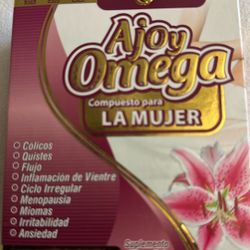 Ajo y
Omega
Compuesto para
LA MUJER
Cólicos
Quistes
Flujo
Inflamación de Vientre
Ciclo Irregular
Menopausia
Miomas
Irritabilidad
Ansiedad
Suplemento